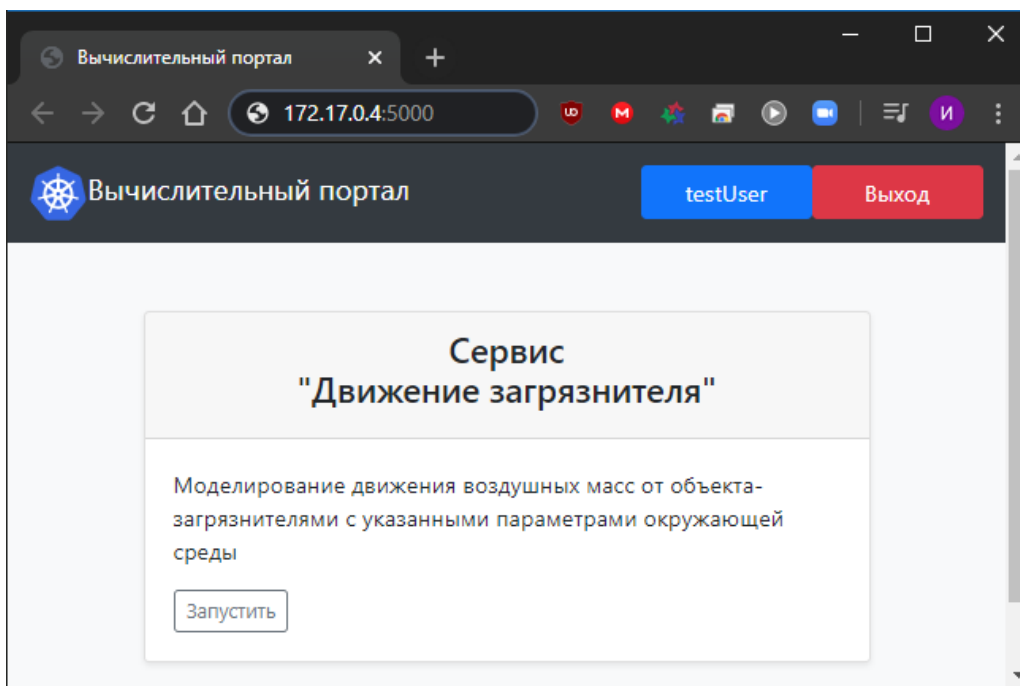 Вычислительный портал
172.17.0.4:5000
И
Вычислительный портал
testUser
Выход
Сервис
"Движение загрязнителя"
Моделирование движения воздушных масс от объекта-
загрязнителями с указанными параметрами окружающей
среды
Запустить